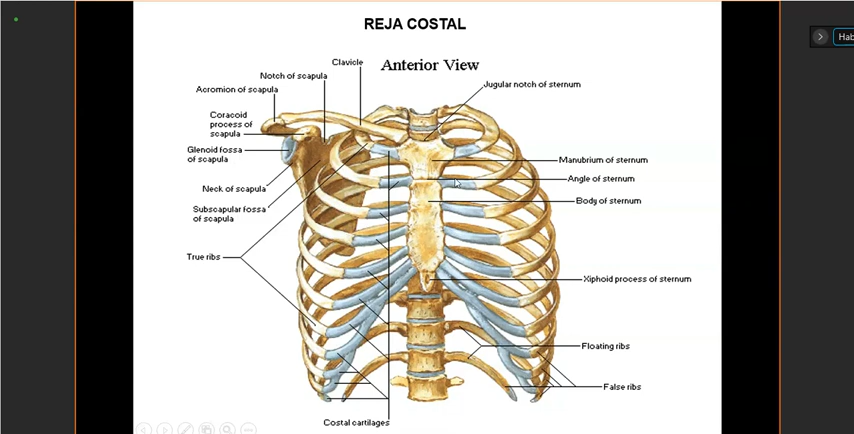 REJA COSTAL
Hab
Anterior View
Clavicle
Notch of scapula
Acromion of scapula
Jugular notch of sternum
Coracoid
process of
scapula
Glenoid fossa
of scapula
Manubrium of sternum
Angle of sternum
Neck of scapula
Body of sternum
Subscapular fossa
of scapula
True ribs
Xiphoid process of sternum
Floating ribs
False ribs
Costal cartilages